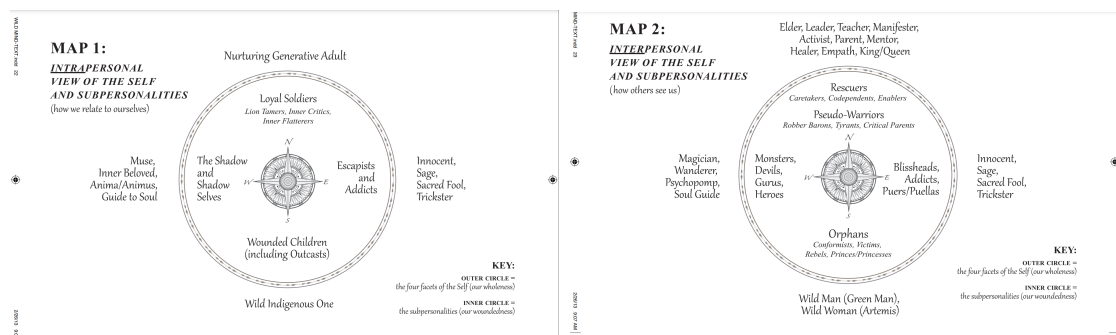 WILD-MIND-TEXT.indd 22
MAP 1:
INTRAPERSONAL
VIEW OF THE SELF
AND SUBPERSONALITIES
(how we relate to ourselves)
Nurturing Generative Adult
Loyal Soldiers
Lion Tamers, Inner Critics,
Inner Flatterers
Muse,
Inner Beloved,
Anima/Animus,
Guide to Soul
The Shadow
and
Shadow
Selves
N
W
E
S
Escapists
and
Addicts
Innocent,
Sage,
Sacred Fool,
Trickster
Wounded Children
(including Outcasts)
Wild Indigenous One
KEY:
OUTER CIRCLE =
the four facets of the Self (our wholeness)
INNER CIRCLE =
the subpersonalities (our woundedness)
MAP 2:
INTERPERSONAL
VIEW OF THE SELF
AND SUBPERSONALITIES
(how others see us)
Elder, Leader, Teacher, Manifester,
Activist, Parent, Mentor,
Healer, Empath, King/Queen
Rescuers
Caretakers, Codependents, Enablers
Pseudo-Warriors
Robber Barons, Tyrants, Critical Parents
Magician,
Wanderer,
Psychopomp,
Soul Guide
Monsters,
Devils,
Gurus,
Heroes
N
W
E
S
Blissheads,
Addicts,
Puers/Puellas
Innocent,
Sage,
Sacred Fool,
Trickster
Orphans
Conformists, Victims,
Rebels, Princes/Princesses
Wild Man (Green Man),
Wild Woman (Artemis)
KEY:
OUTER CIRCLE =
the four facets of the Self (our wholeness)
INNER CIRCLE =
the subpersonalities (our woundedness)